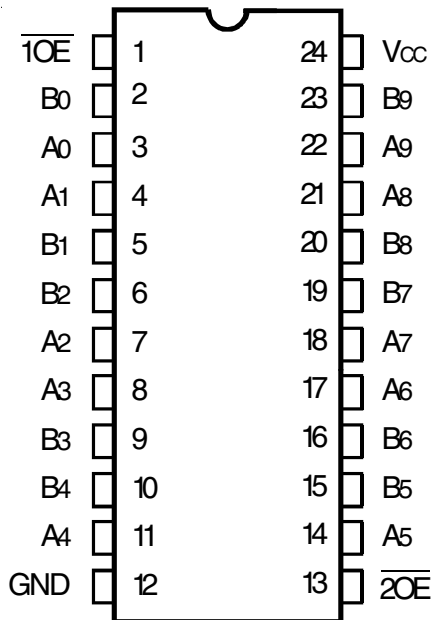 1OE 1 24 VCC
B0 2 23 B9
A0 3 22 A9
A1 4 21 A8
B1 5 20 B8
B2 6 19 B7
A2 7 18 A7
A3 8 17 A6
B3 9 16 B6
B4 10 15 B5
A4 11 14 A5
GND 12 13 2OE